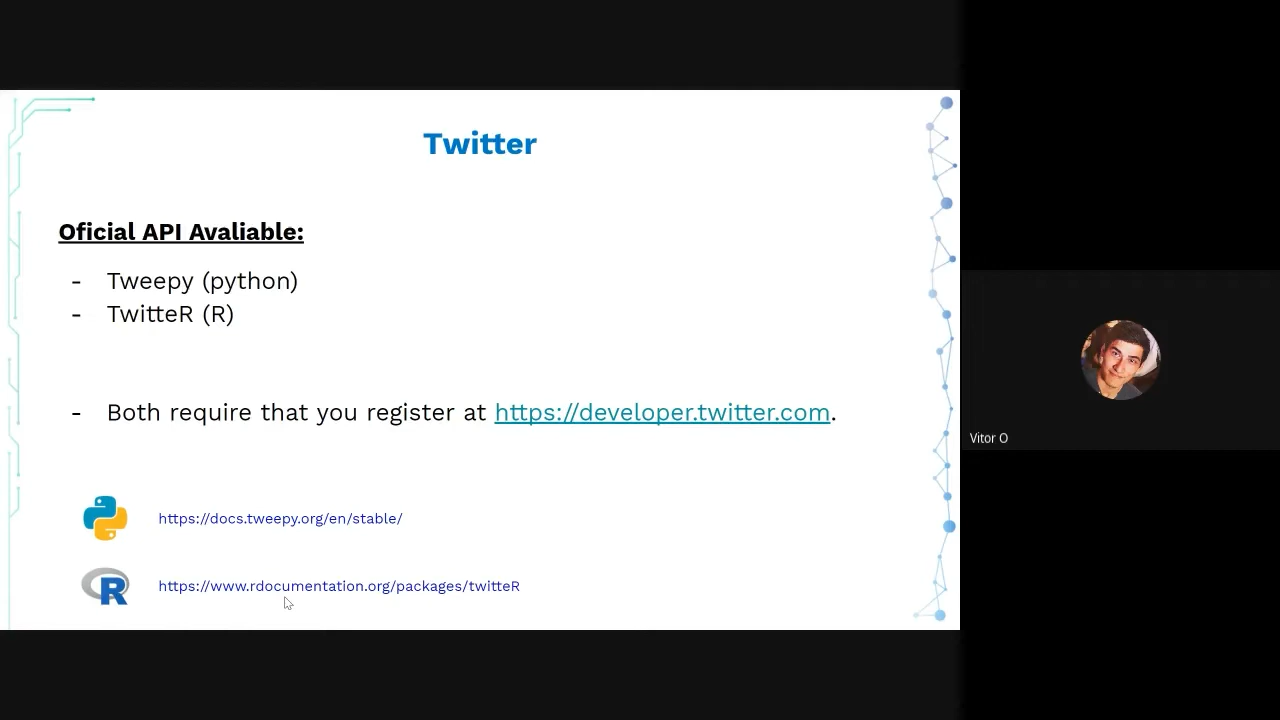 Twitter
Oficial API Avaliable:
- Tweepy (python)
- TwitteR (R)
- Both require that you register at https://developer.twitter.com.
https://docs.tweepy.org/en/stable/
R https://www.rdocumentation.org/packages/twitteR
Vitor O